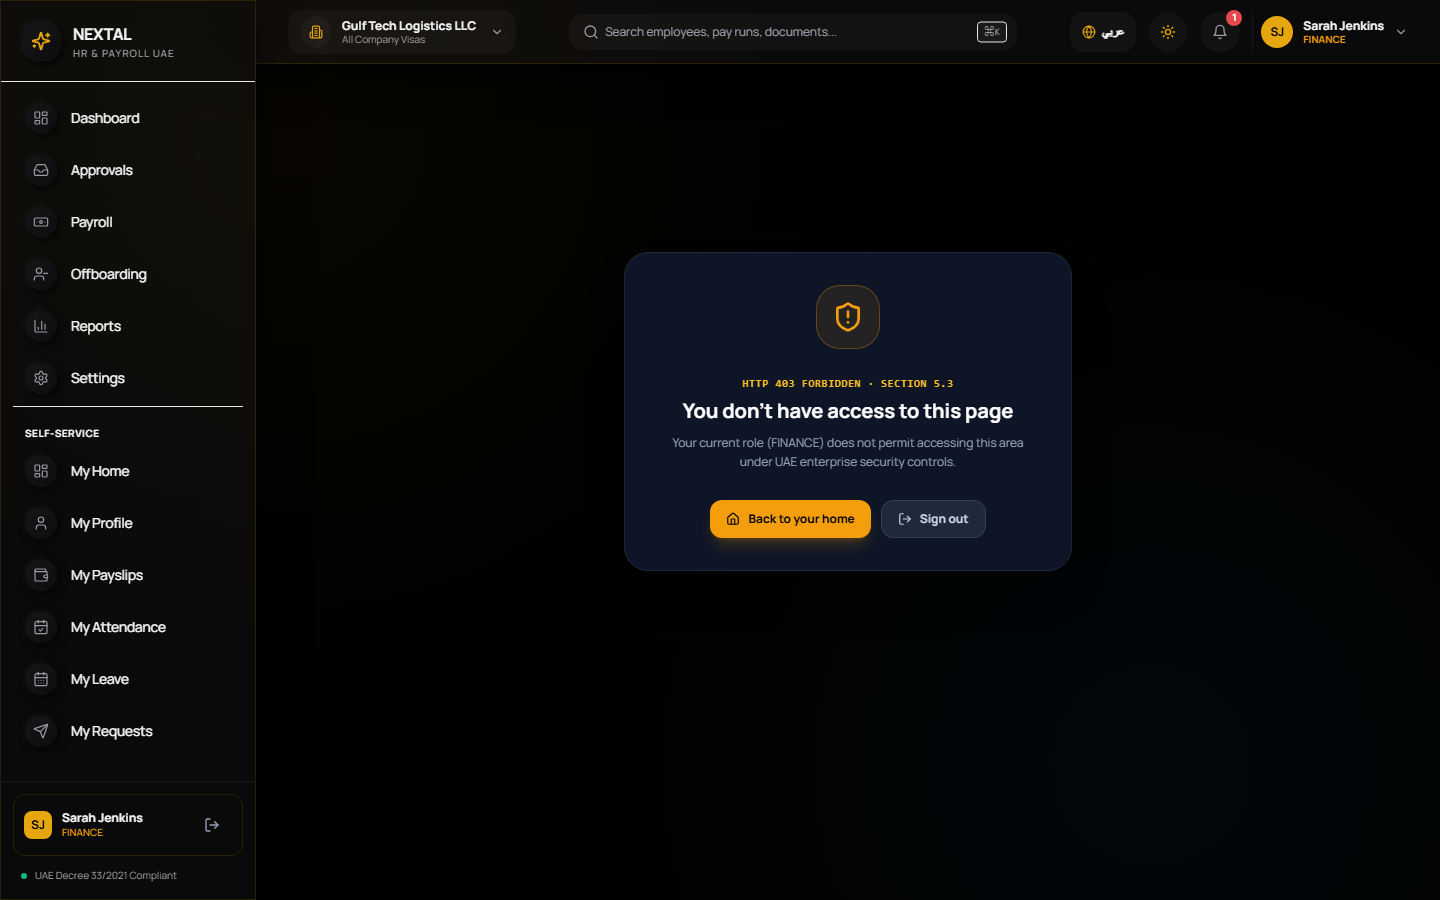 NEXTAL
HR & PAYROLL UAE
Gulf Tech Logistics LLC
All Company Visas
Search employees, pay runs, documents...
⌘K
عربي
1
SJ
Sarah Jenkins
FINANCE
Dashboard
Approvals
Payroll
Offboarding
Reports
Settings
SELF-SERVICE
My Home
My Profile
My Payslips
My Attendance
My Leave
My Requests
SJ
Sarah Jenkins
FINANCE
UAE Decree 33/2021 Compliant
HTTP 403 FORBIDDEN · SECTION 5.3
You don't have access to this page
Your current role (FINANCE) does not permit accessing this area
under UAE enterprise security controls.
Back to your home
Sign out